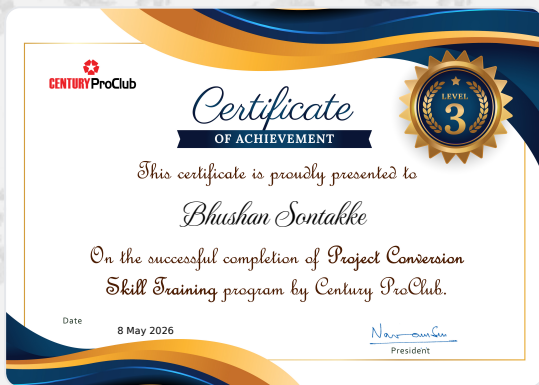 CENTURY ProClub
Certificate
OF ACHIEVEMENT
LEVEL
3
This certificate is proudly presented to
Bhushan Sontakke
On the successful completion of Project Conversion
Skill Training program by Century ProClub.
Date
8 May 2026
President